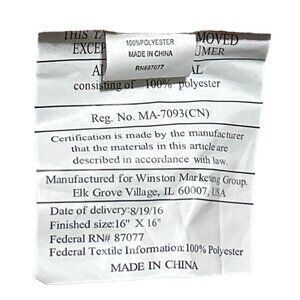 THIS TA MOVED
EXCEP UMER
100%POLYESTER
MADE IN CHINA
RN#87077
A AL
consisting of 100% polyester
Reg. No. MA-7093(CN)
Certification is made by the manufacturer
that the materials in this article are
described in accordance with law.
Manufactured for Winston Marketing Group,
Elk Grove Village, IL 60007, USA
Date of delivery:8/19/16
Finished size:16" X 16"
Federal RN# 87077
Federal Textile Information:100% Polyester
MADE IN CHINA